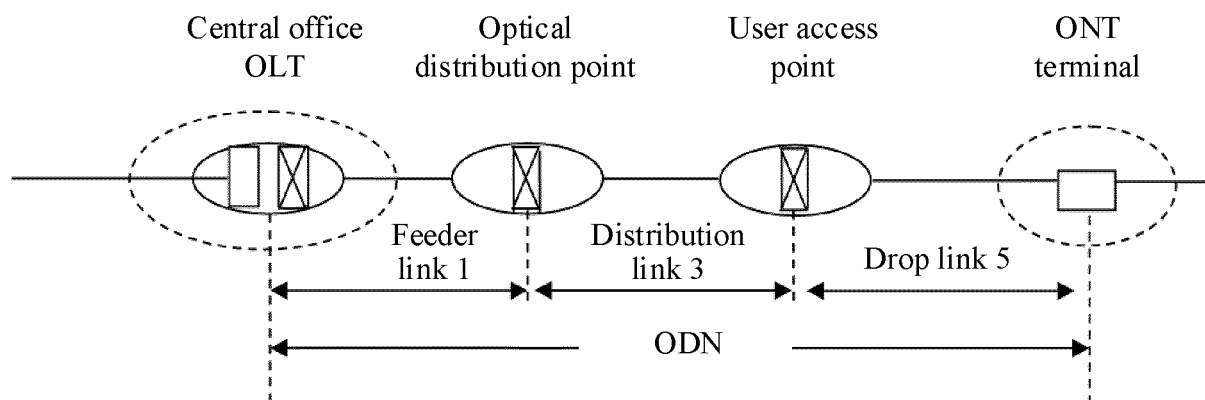 Central office
OLT
Optical
distribution point
User access
point
ONT
terminal
Feeder
link 1
Distribution
link 3
Drop link 5
ODN